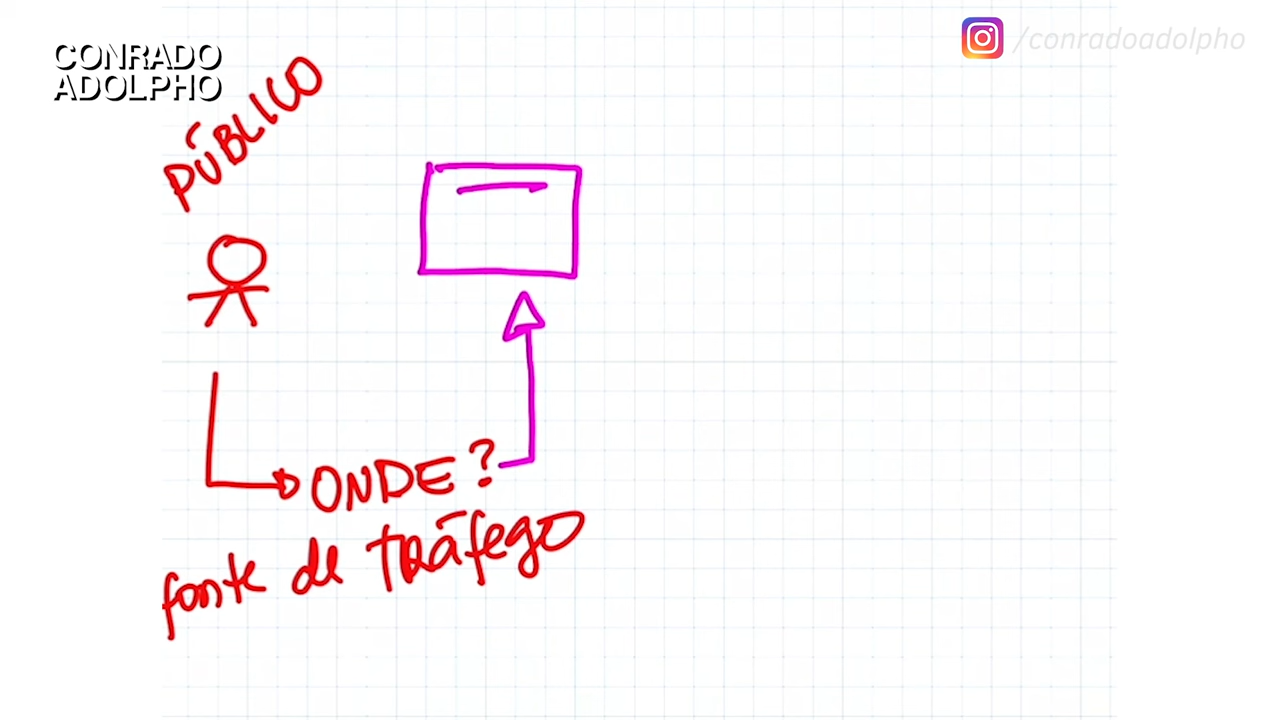 CONRADO
ADOLPHO
/conradoadolpho
PÚBLICO
ONDE?
fonte de tráfego